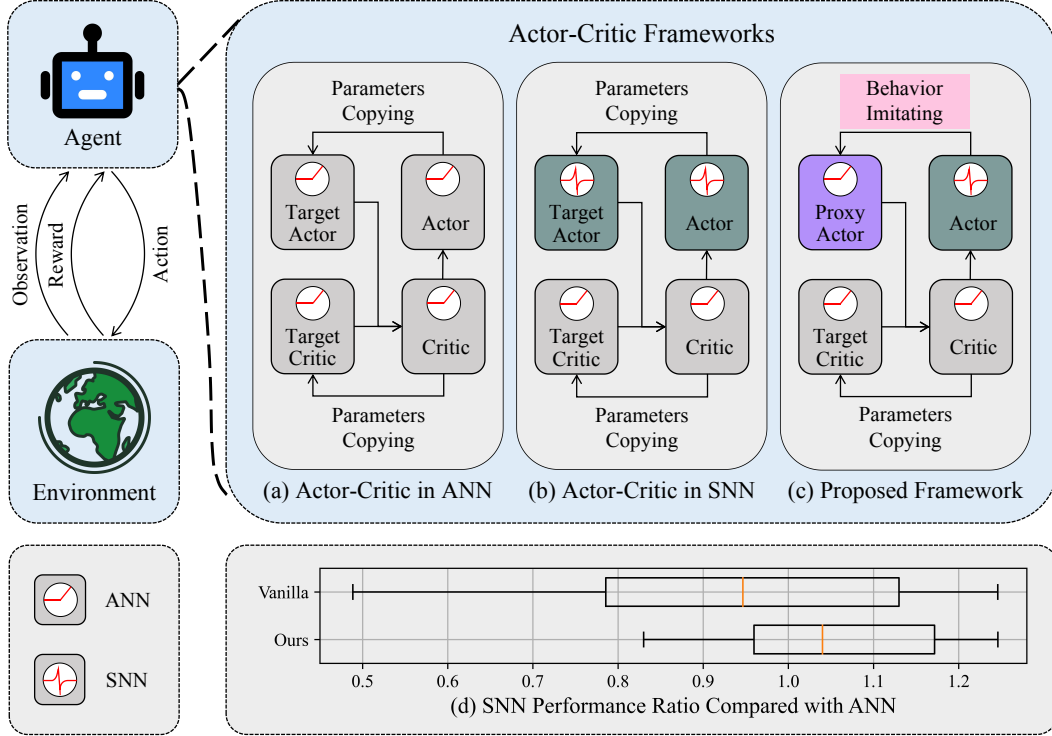 Agent
Observation
Reward
Action
Environment
ANN
SNN
Actor-Critic Frameworks
Parameters
Copying
Target
Actor
Actor
Target
Critic
Critic
Parameters
Copying
(a) Actor-Critic in ANN
Parameters
Copying
Target
Actor
Actor
Target
Critic
Critic
Parameters
Copying
(b) Actor-Critic in SNN
Behavior
Imitating
Proxy
Actor
Actor
Target
Critic
Critic
Parameters
Copying
(c) Proposed Framework
Vanilla
Ours
0.5 0.6 0.7 0.8 0.9 1.0 1.1 1.2
(d) SNN Performance Ratio Compared with ANN